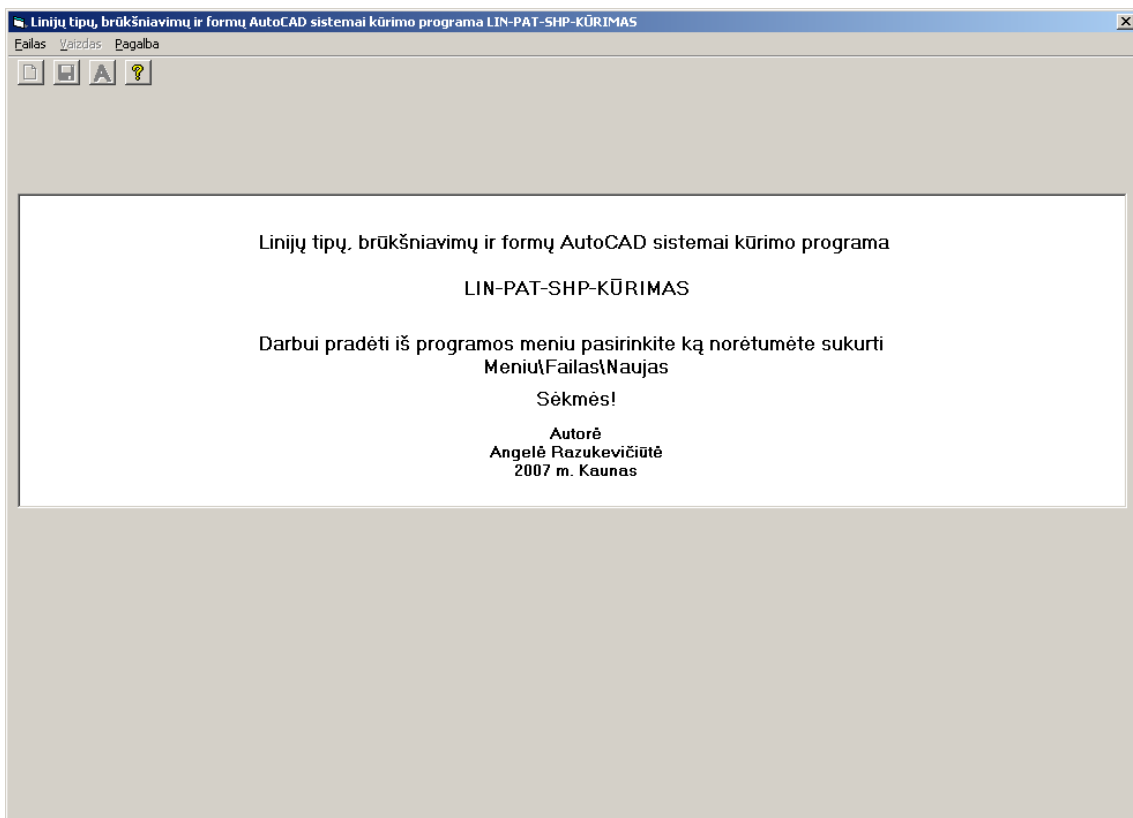 Linijų tipų, brūkšniavimų ir formų AutoCAD sistemai kūrimo programa LIN-PAT-SHP-KŪRIMAS
Failas Vaizdas Pagalba
A ?
Linijų tipų, brūkšniavimų ir formų AutoCAD sistemai kūrimo programa
LIN-PAT-SHP-KŪRIMAS
Darbui pradėti iš programos meniu pasirinkite ką norėtumėte sukurti
Meniu\Failas\Naujas
Sėkmės!
Autorė
Angelė Razukevičiūtė
2007 m. Kaunas